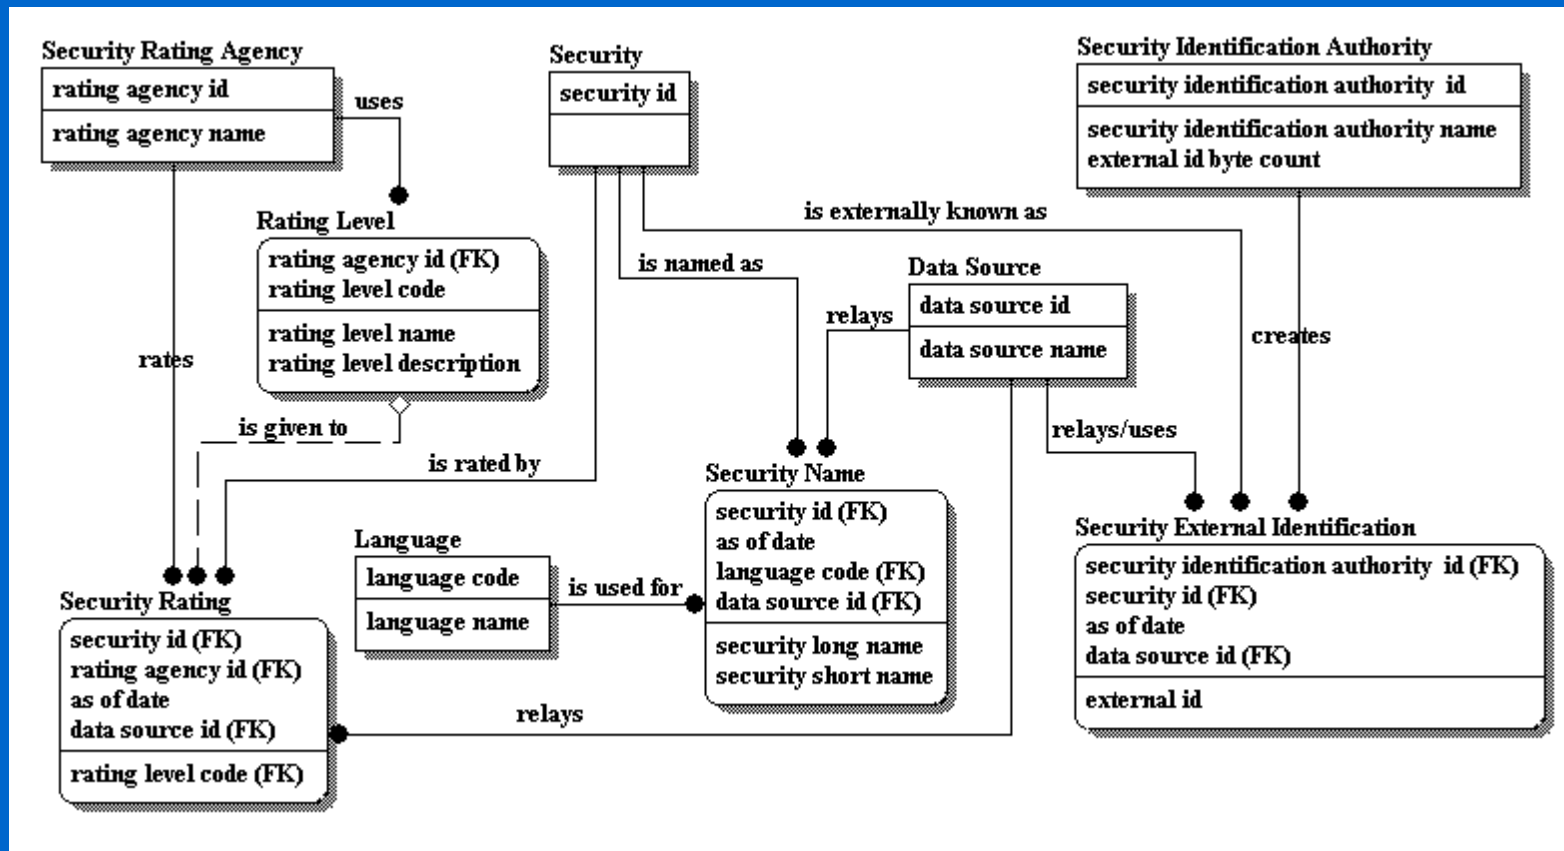 Security Rating Agency
rating agency id
rating agency name
uses
Security
security id
Security Identification Authority
security identification authority id
security identification authority name
external id byte count
Rating Level
rating agency id (FK)
rating level code
rating level name
rating level description
is externally known as
is named as
Data Source
data source id
data source name
relays
creates
rates
is given to
is rated by
relays/uses
Security Name
security id (FK)
as of date
language code (FK)
data source id (FK)
security long name
security short name
Security External Identification
security identification authority id (FK)
security id (FK)
as of date
data source id (FK)
external id
Language
language code
language name
is used for
Security Rating
security id (FK)
rating agency id (FK)
as of date
data source id (FK)
rating level code (FK)
relays